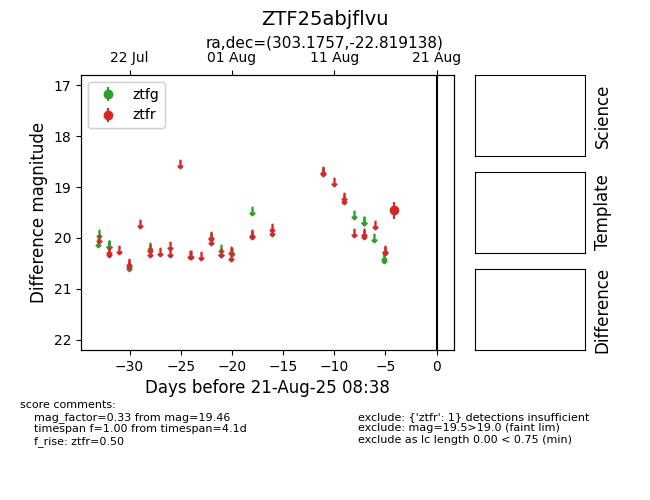 ZTF25abjflvu
ra,dec=(303.1757,-22.819138)
22 Jul 01 Aug 11 Aug 21 Aug
ztfg
ztfr
17
18
19
20
21
22
Difference magnitude
−30 −25 −20 −15 −10 −5 0
Days before 21-Aug-25 08:38
Science
Template
Difference
score comments:
mag_factor=0.33 from mag=19.46
timespan f=1.00 from timespan=4.1d
f_rise: ztfr=0.50
exclude: {'ztfr': 1} detections insufficient
exclude: mag=19.5>19.0 (faint lim)
exclude as lc length 0.00 < 0.75 (min)